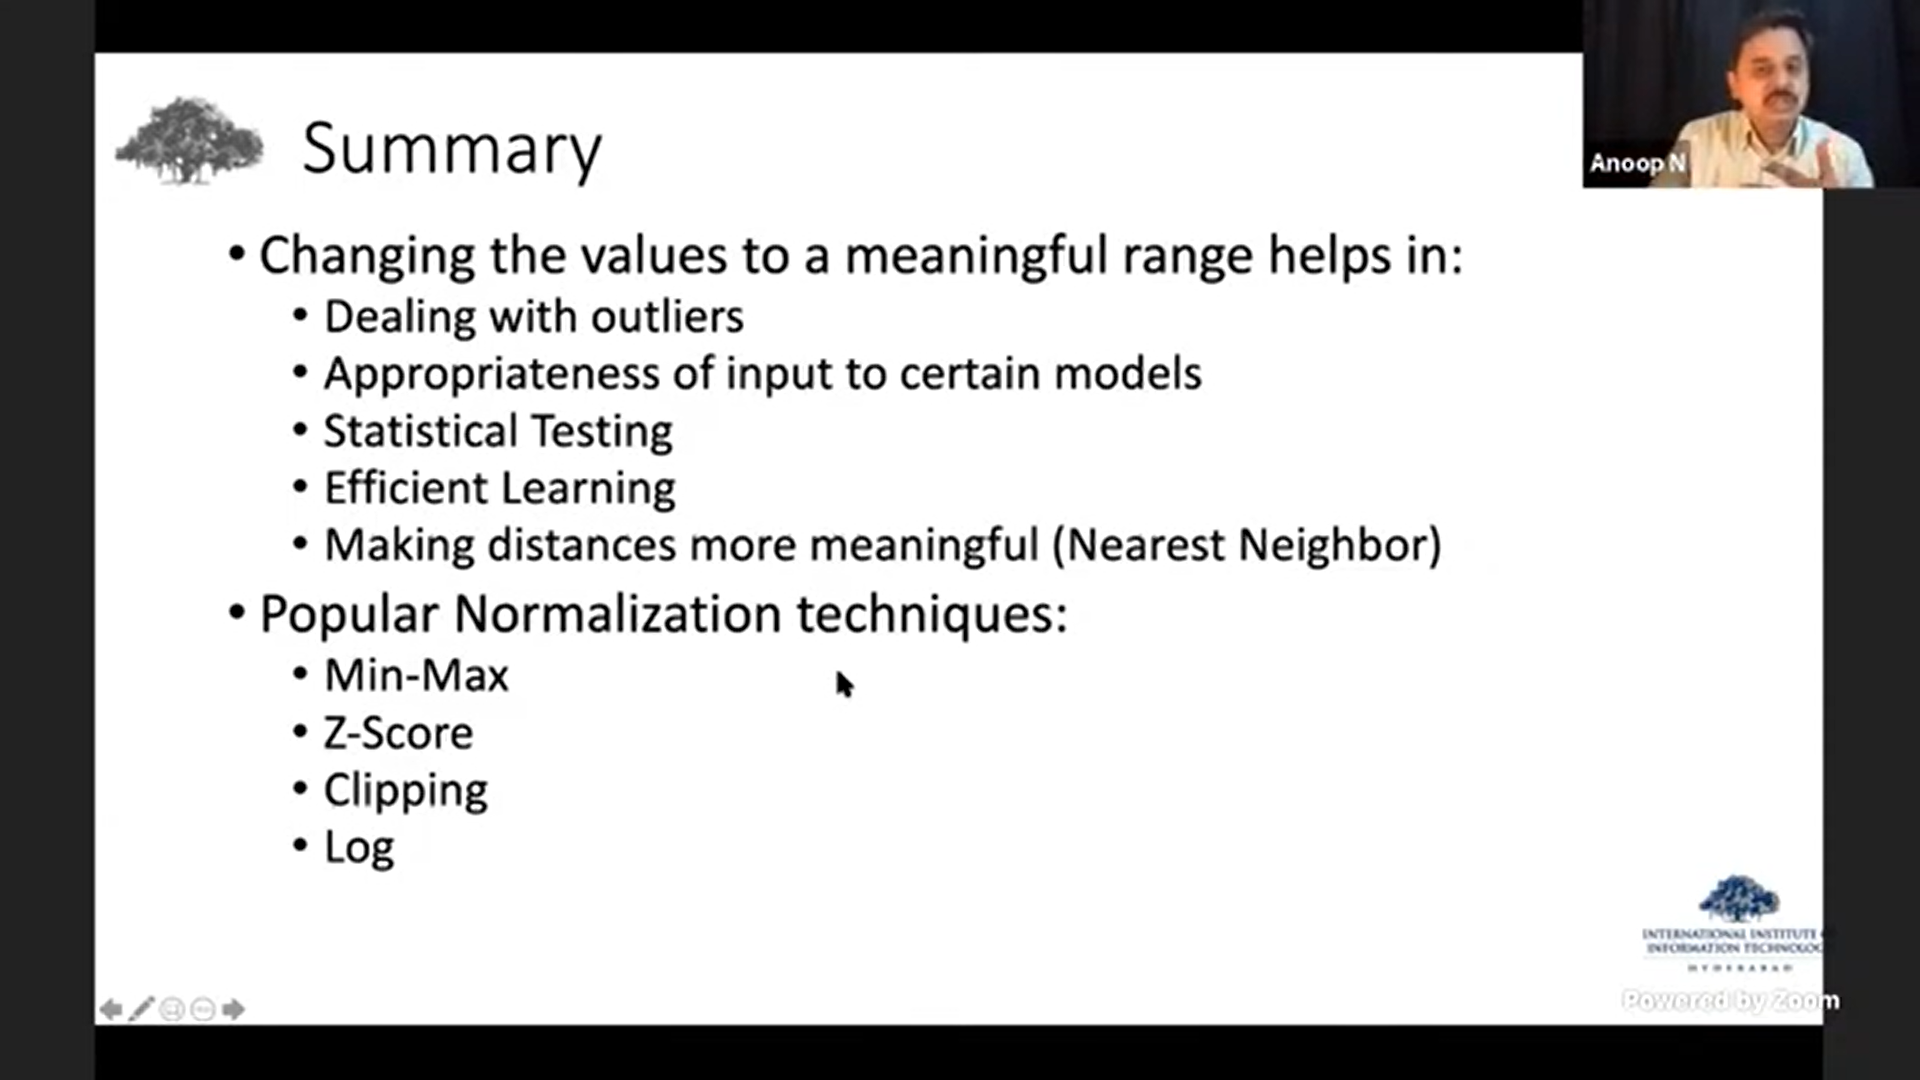 Summary
Anoop N
• Changing the values to a meaningful range helps in:
• Dealing with outliers
• Appropriateness of input to certain models
• Statistical Testing
• Efficient Learning
• Making distances more meaningful (Nearest Neighbor)
• Popular Normalization techniques:
• Min-Max
• Z-Score
• Clipping
• Log
INTERNATIONAL INSTITUTE
INFORMATION TECHNOLOG
HYDERABAD
Powered by Zoom